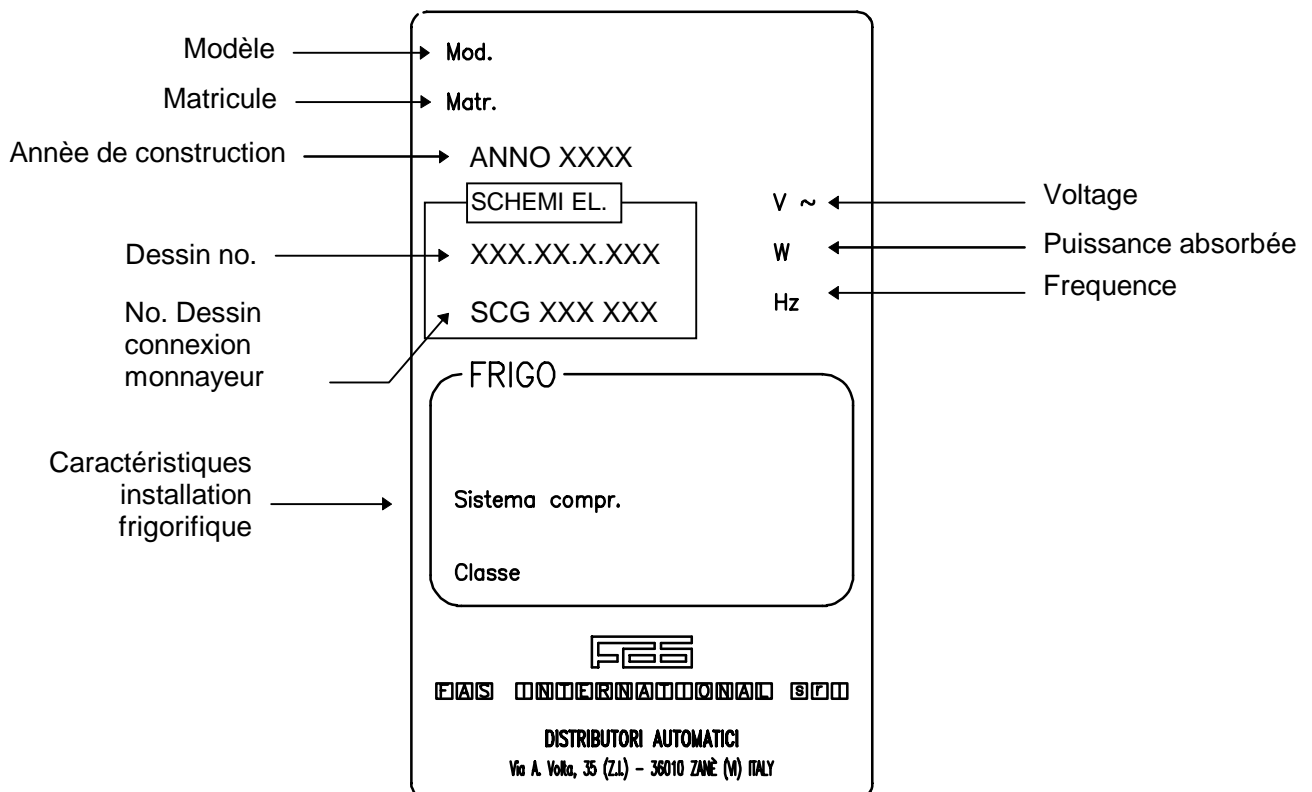 Modèle
Mod.
Matricule
Matr.
Annèe de construction
ANNO XXXX
SCHEMI EL.
V ~
Voltage
Dessin no.
XXX.XX.X.XXX
W
Puissance absorbée
No. Dessin
connexion
monnayeur
SCG XXX XXX
Hz
Frequence
FRIGO
Caractéristiques
installation
frigorifique
Sistema compr.
Classe
FAS
FAS INTERNATIONAL srl
DISTRIBUTORI AUTOMATICI
Via A. Volta, 35 (Z.I.) – 36010 ZANÈ (VI) ITALY